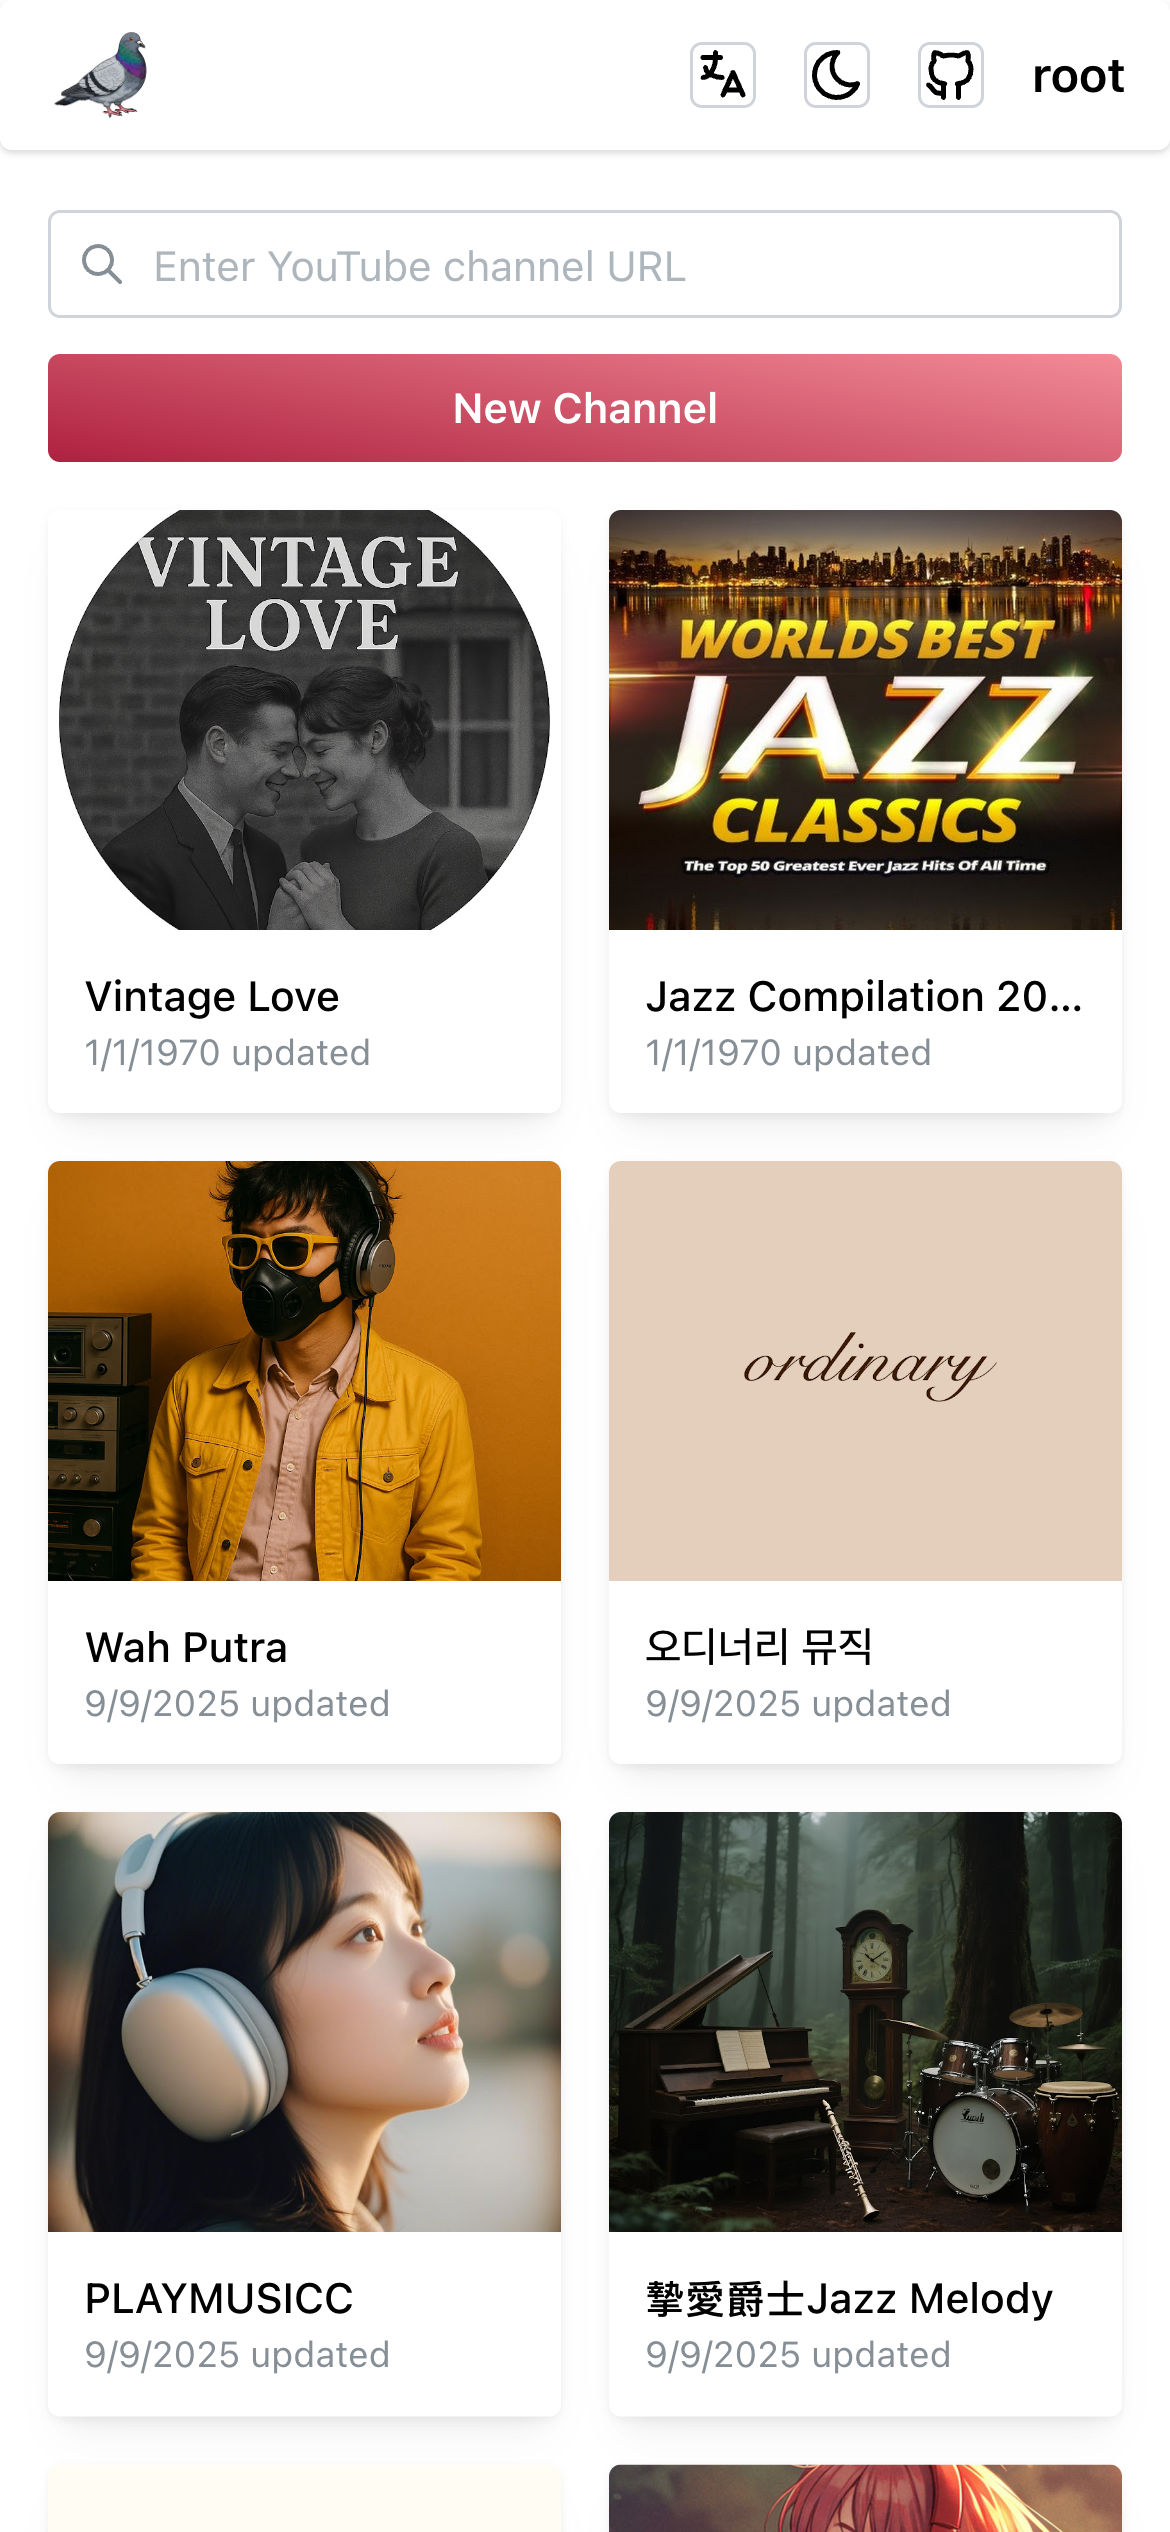 root
Enter YouTube channel URL
New Channel
VINTAGE
LOVE
WORLDS BEST
JAZZ
CLASSICS
The Top 50 Greatest Ever Jazz Hits Of All Time
Vintage Love
1/1/1970 updated
Jazz Compilation 20...
1/1/1970 updated
ordinary
Wah Putra
9/9/2025 updated
오디너리 뮤직
9/9/2025 updated
PLAYMUSICC
9/9/2025 updated
摯愛爵士Jazz Melody
9/9/2025 updated